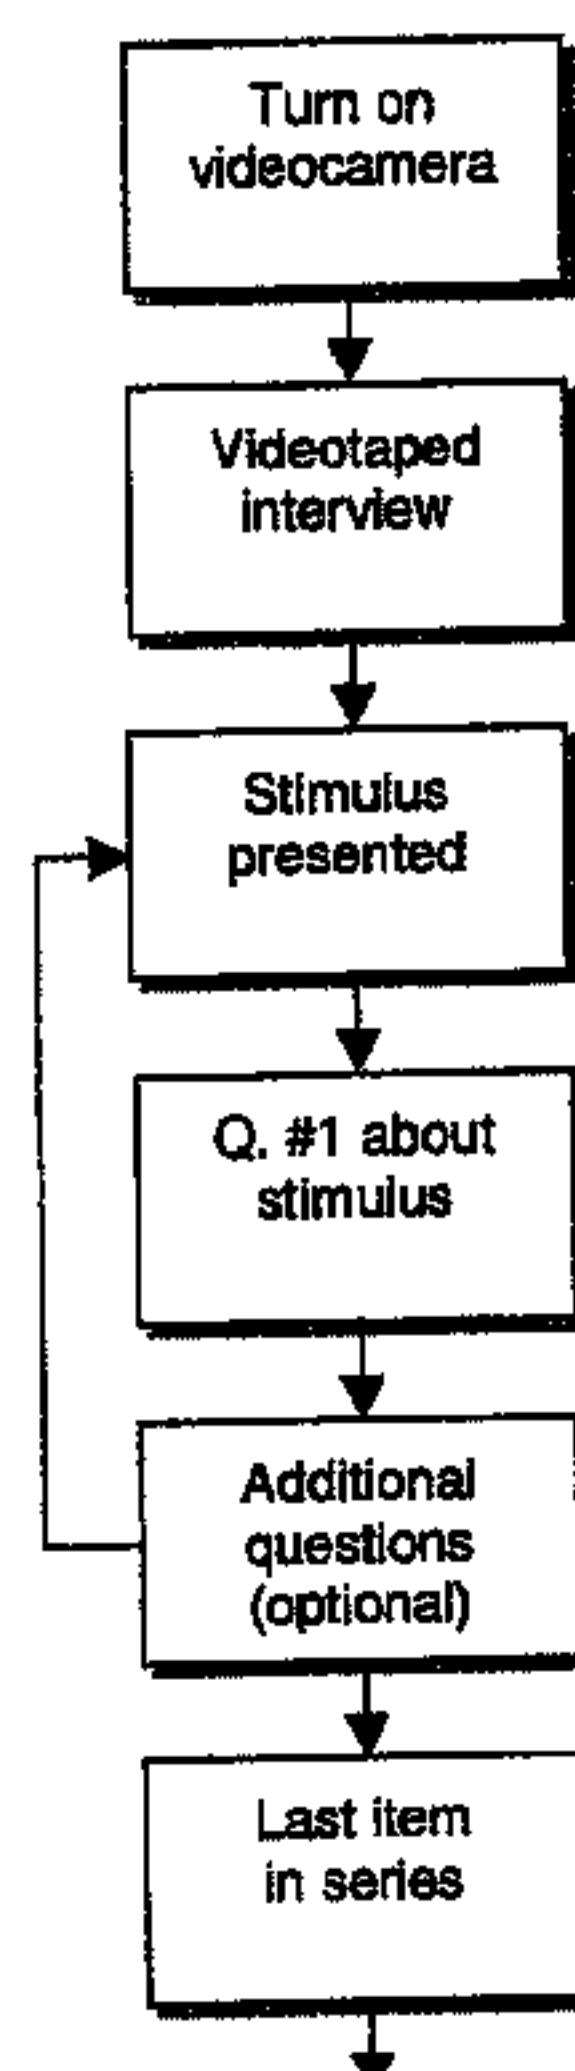 Turn on
videocamera
Videotaped
interview
Stimulus
presented
Q. #1 about
stimulus
Additional
questions
(optional)
Last item
in series